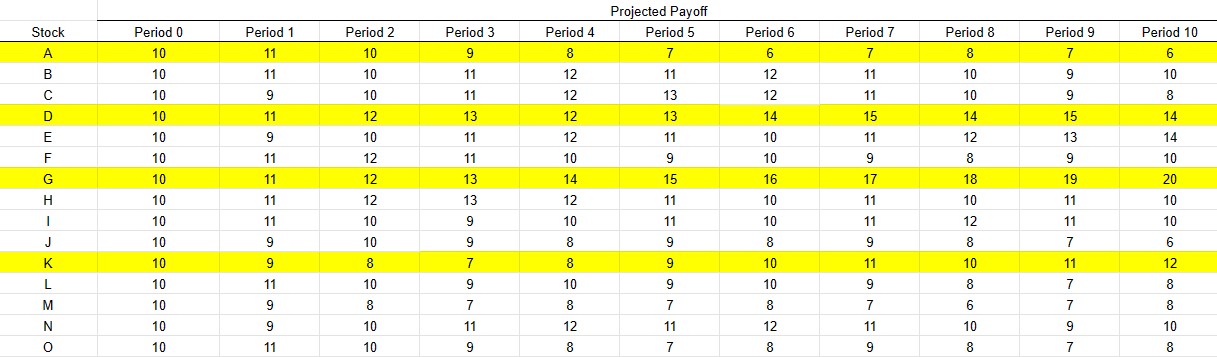 Projected Payoff
Stock Period 0 Period 1 Period 2 Period 3 Period 4 Period 5 Period 6 Period 7 Period 8 Period 9 Period 10
A 10 11 10 9 8 7 6 7 8 7 6
B 10 11 10 11 12 11 12 11 10 9 10
C 10 9 10 11 12 13 12 11 10 9 8
D 10 11 12 13 12 13 14 15 14 15 14
E 10 9 10 11 12 11 10 11 12 13 14
F 10 11 12 11 10 9 10 9 8 9 10
G 10 11 12 13 14 15 16 17 18 19 20
H 10 11 12 13 12 11 10 11 10 11 10
I 10 11 10 9 10 11 10 11 12 11 10
J 10 9 10 9 8 9 8 9 8 7 6
K 10 9 8 7 8 9 10 11 10 11 12
L 10 11 10 9 10 9 10 9 8 7 8
M 10 9 8 7 8 7 8 7 6 7 8
N 10 9 10 11 12 11 12 11 10 9 10
O 10 11 10 9 8 7 8 9 8 7 8